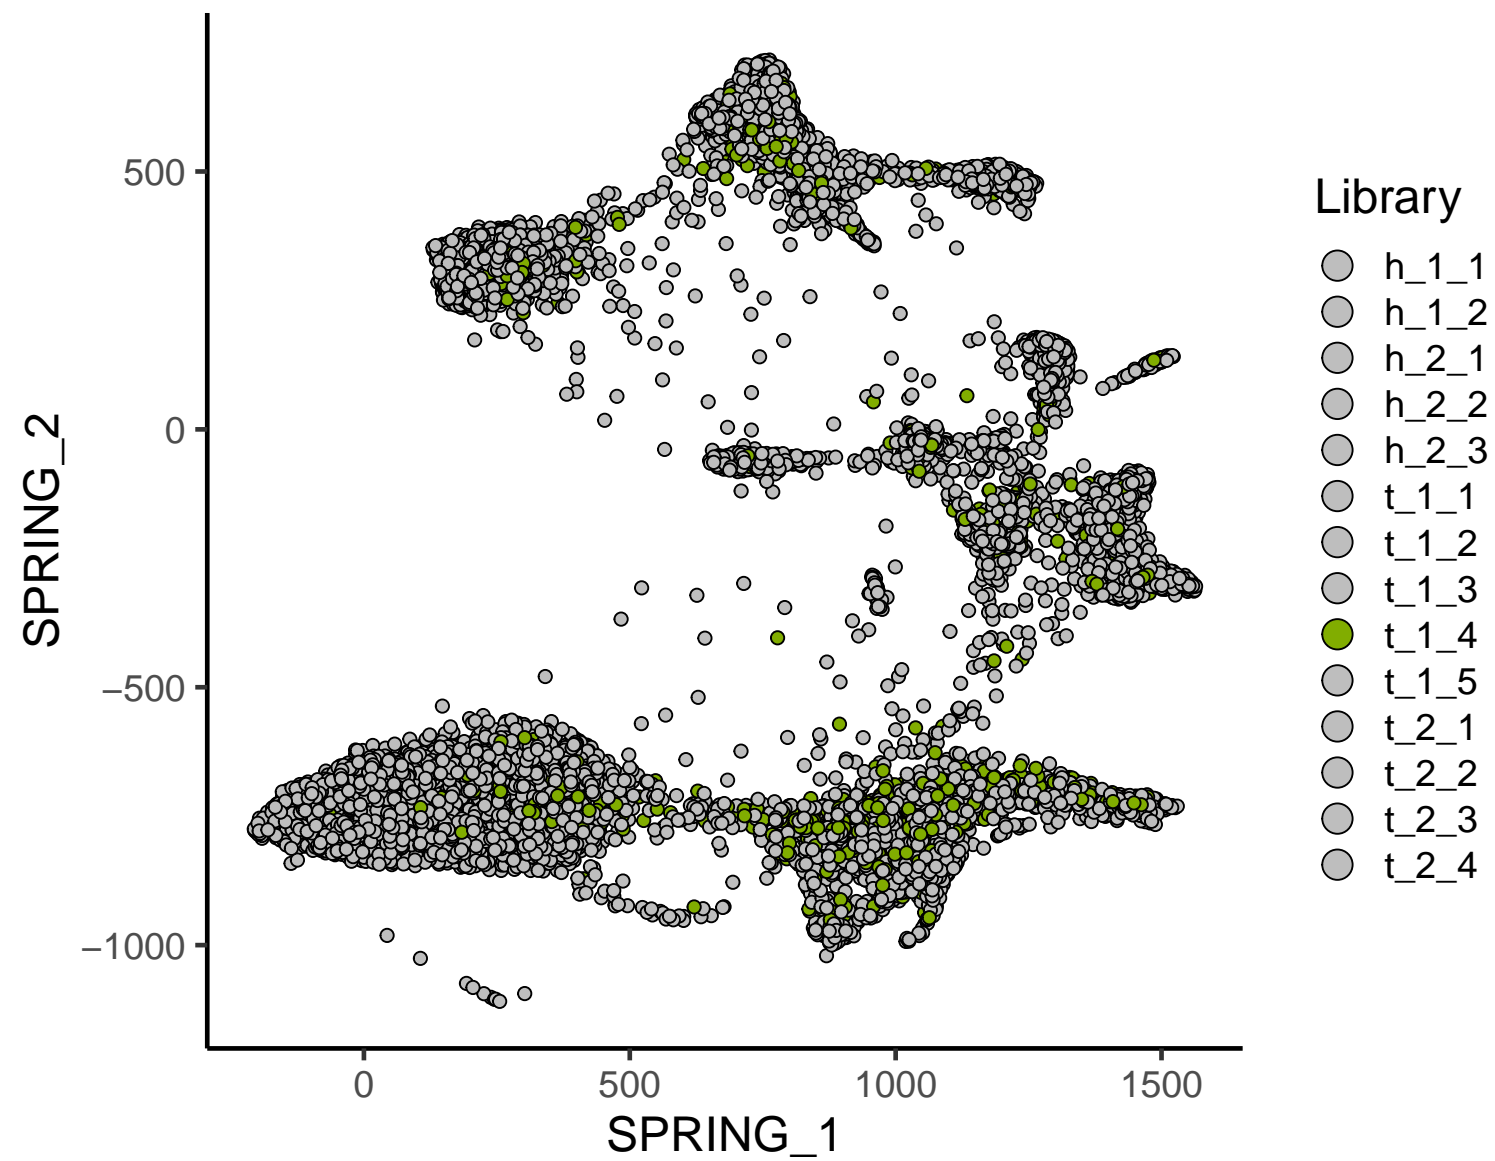 500
0
−500
−1000
SPRING_2
0
500
1000
1500
SPRING_1
Library
h_1_1
h_1_2
h_2_1
h_2_2
h_2_3
t_1_1
t_1_2
t_1_3
t_1_4
t_1_5
t_2_1
t_2_2
t_2_3
t_2_4